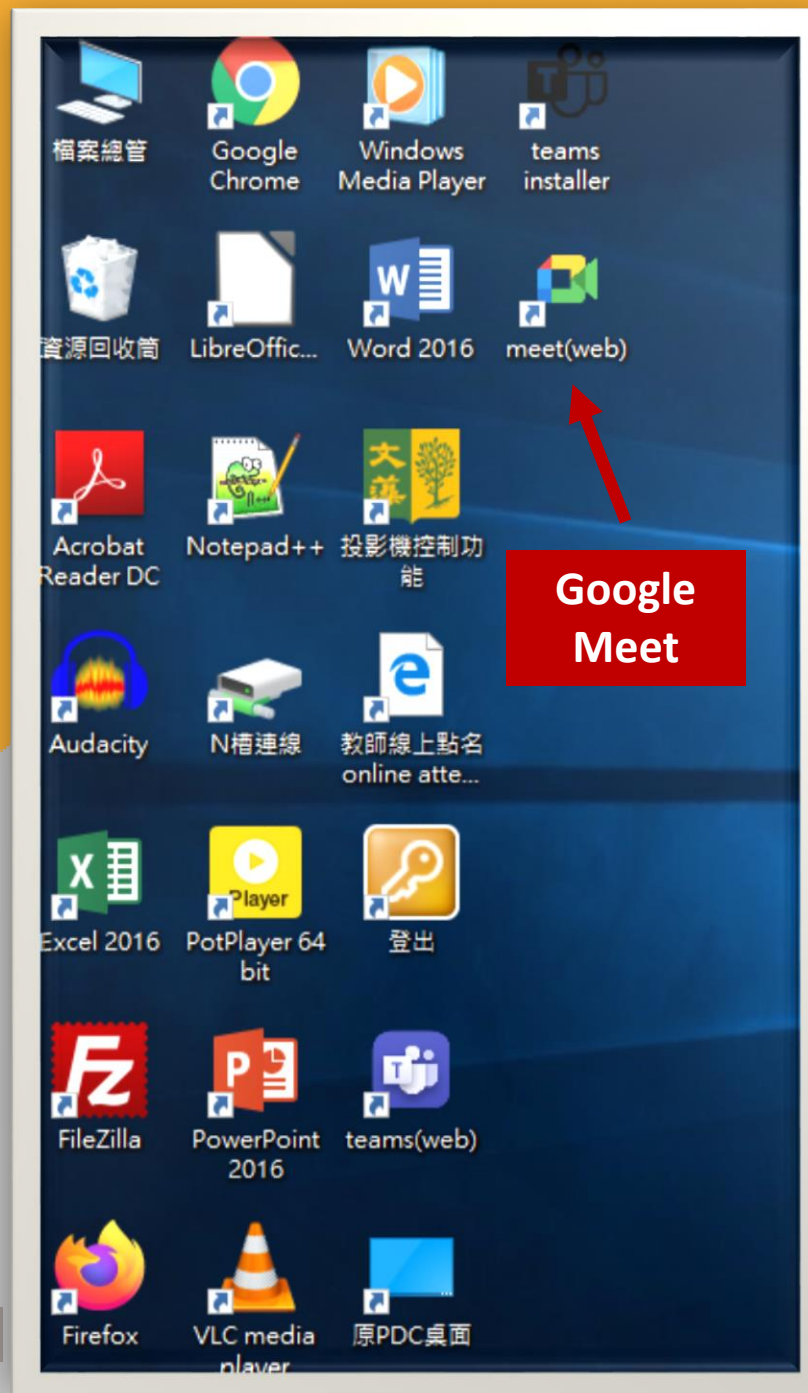 檔案總管
Google
Chrome
Windows
Media Player
teams
installer
資源回收筒
LibreOffic...
Word 2016
meet(web)
Acrobat
Reader DC
Notepad++
文
藻
投影機控制功
能
Google
Meet
Audacity
N槽連線
教師線上點名
online atte...
Excel 2016
Player
PotPlayer 64
bit
登出
FileZilla
PowerPoint
2016
teams(web)
Firefox
VLC media
player
原PDC桌面